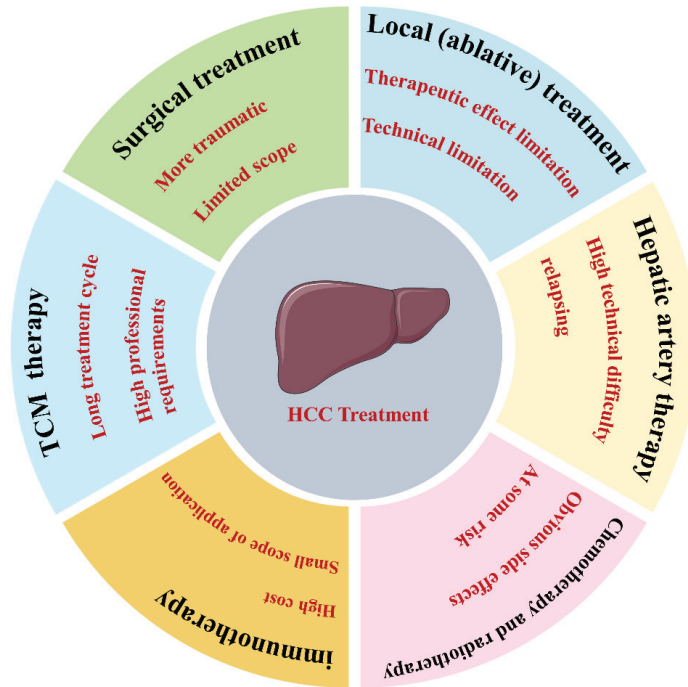 Surgical treatment
More traumatic
Limited scope
Local (ablative) treatment
Therapeutic effect limitation
Technical limitation
Hepatic artery therapy
High technical difficulty
relapsing
Chemotherapy and radiotherapy
Obvious side effects
At some risk
immunotherapy
High cost
Small scope of application
TCM therapy
Long treatment cycle
High professional
requirements
HCC Treatment